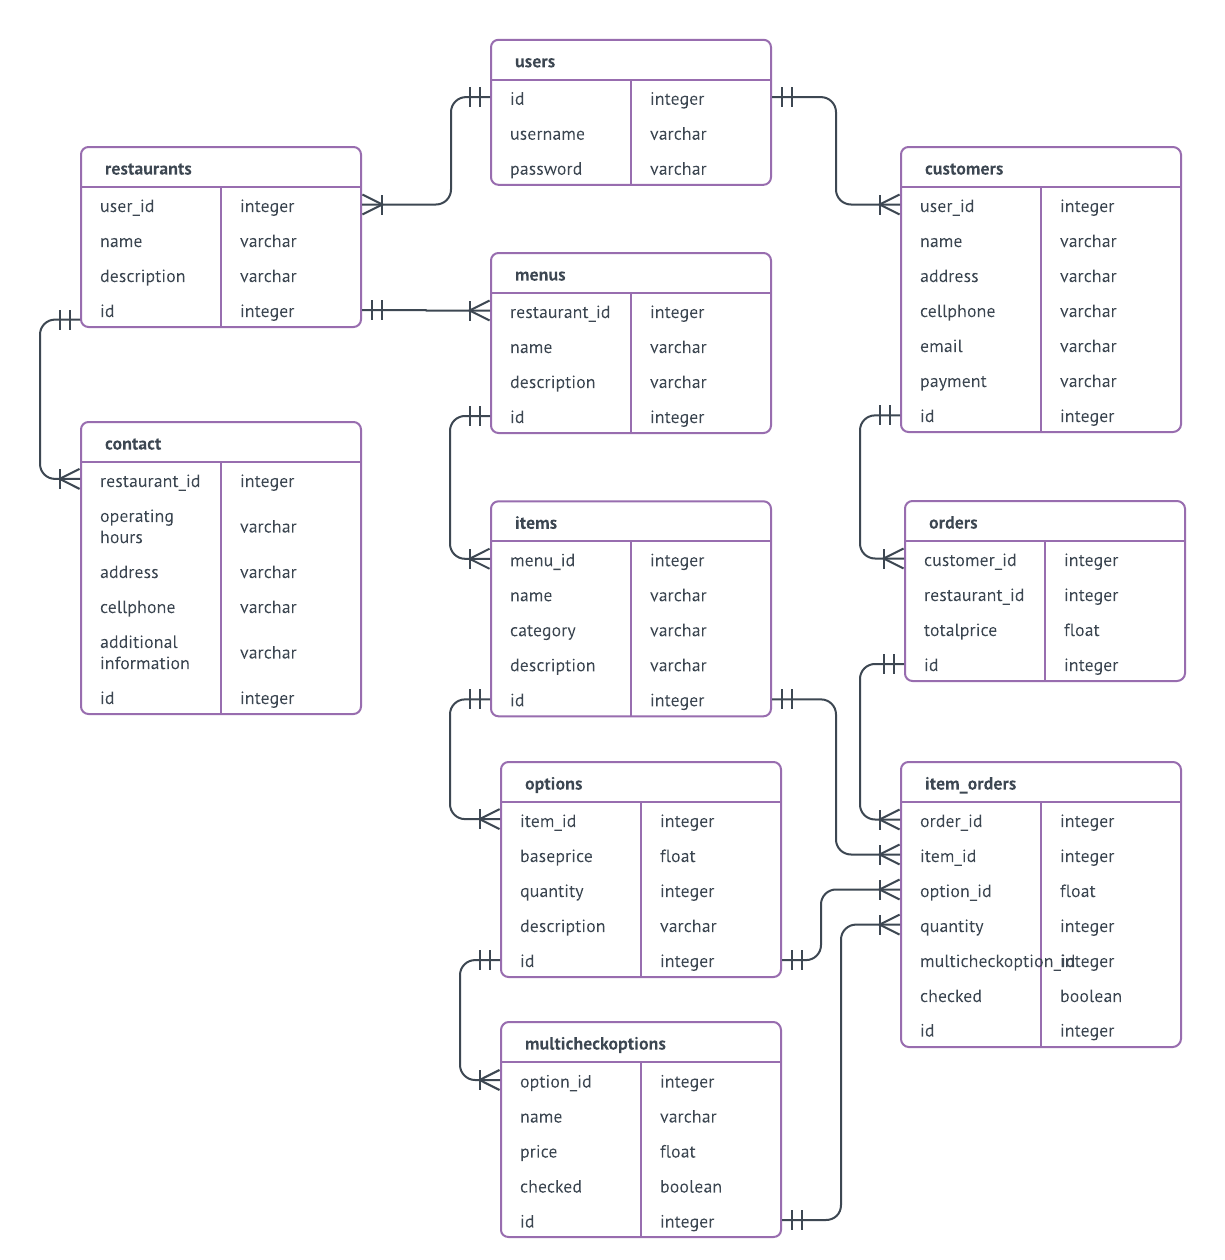 users
id integer
username varchar
password varchar
restaurants
user_id integer
name varchar
description varchar
id integer
customers
user_id integer
name varchar
address varchar
cellphone varchar
email varchar
payment varchar
id integer
menus
restaurant_id integer
name varchar
description varchar
id integer
contact
restaurant_id integer
operating
hours varchar
address varchar
cellphone varchar
additional
information varchar
id integer
items
menu_id integer
name varchar
category varchar
description varchar
id integer
orders
customer_id integer
restaurant_id integer
totalprice float
id integer
options
item_id integer
baseprice float
quantity integer
description varchar
id integer
item_orders
order_id integer
item_id integer
option_id float
quantity integer
multicheckoption_id integer
checked boolean
id integer
multicheckoptions
option_id integer
name varchar
price float
checked boolean
id integer